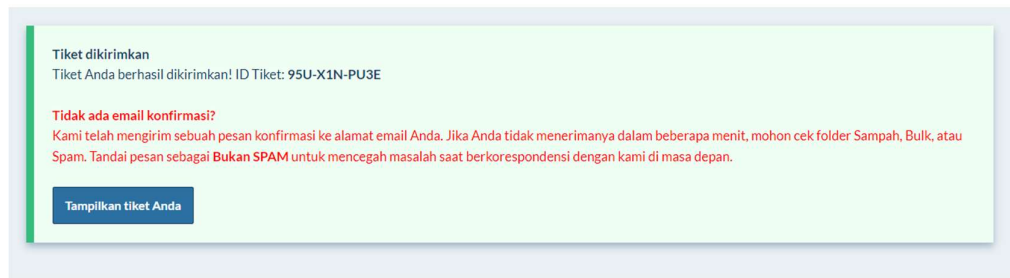 Tiket dikirimkan
Tiket Anda berhasil dikirimkan! ID Tiket: 95U-X1N-PU3E
Tidak ada email konfirmasi?
Kami telah mengirim sebuah pesan konfirmasi ke alamat email Anda. Jika Anda tidak menerimanya dalam beberapa menit, mohon cek folder Sampah, Bulk, atau
Spam. Tandai pesan sebagai Bukan SPAM untuk mencegah masalah saat berkorespondensi dengan kami di masa depan.
Tampilkan tiket Anda